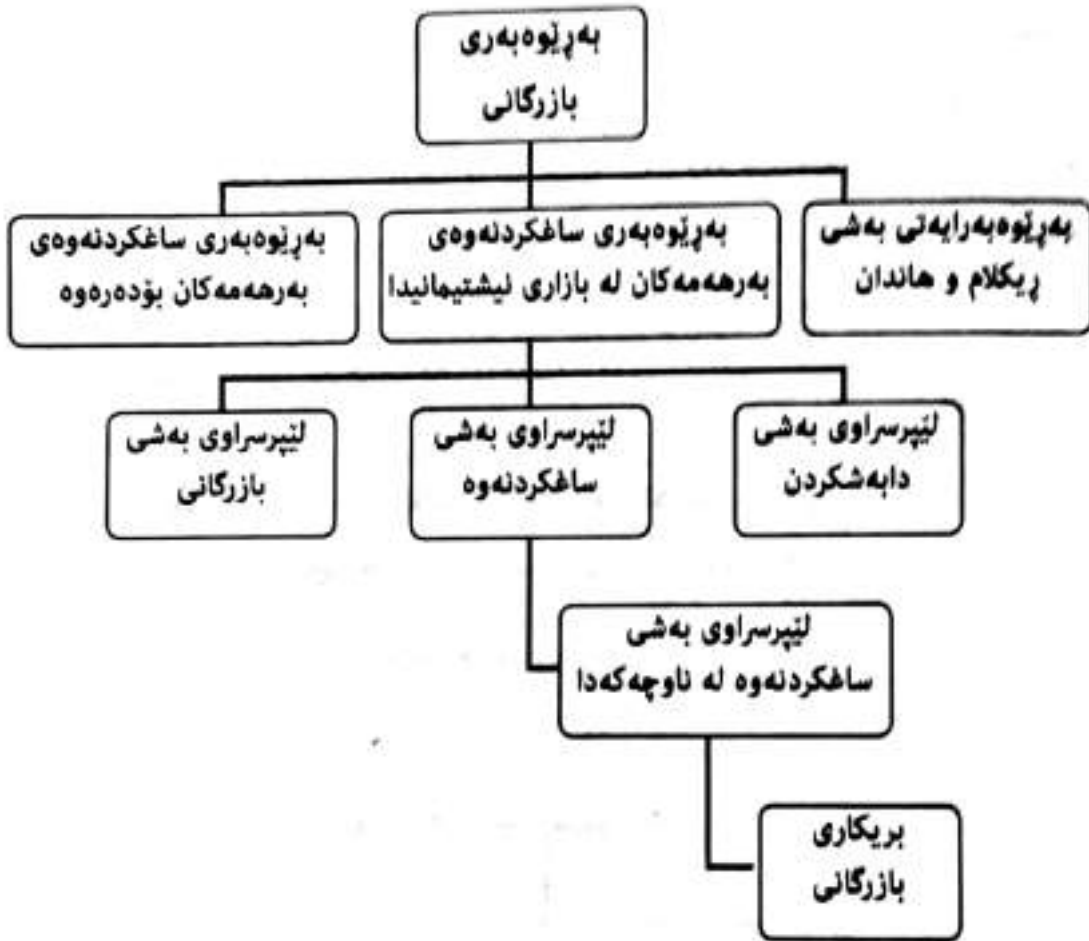 بەڕێوەبەری
بازرگانی
بەڕێوەبەرایەتی بەشی
ڕیکلام و هاندان
بەڕێوەبەری ساغکردنەوەی
بەرهەمەکان لە بازاری نیشتیمانیدا
بەڕێوەبەری ساغکردنەوەی
بەرهەمەکان بۆدەرەوە
لێپرسراوی بەشی
دابەشکردن
لێپرسراوی بەشی
ساغکردنەوە
لێپرسراوی بەشی
بازرگانی
لێپرسراوی بەشی
ساغکردنەوە لە ناوچەکەدا
بریکاری
بازرگانی